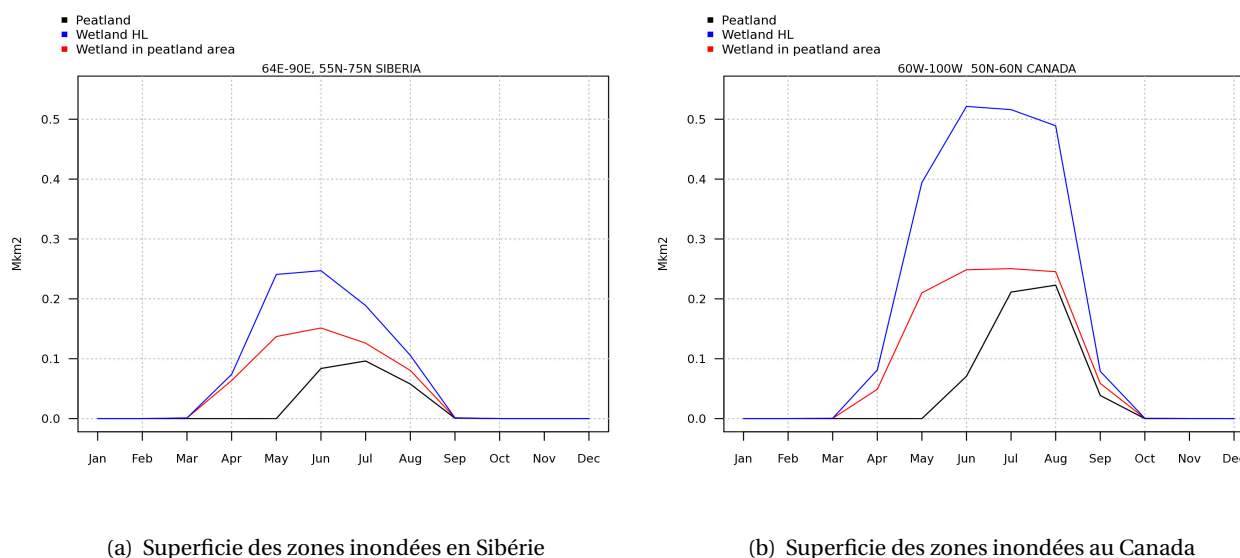 Peatland
Wetland HL
Wetland in peatland area
64E-90E, 55N-75N SIBERIA
Mkm2
0.5
0.4
0.3
0.2
0.1
0.0
Jan Feb Mar Apr May Jun Jul Aug Sep Oct Nov Dec
(a) Superficie des zones inondées en Sibérie
Peatland
Wetland HL
Wetland in peatland area
60W-100W 50N-60N CANADA
Mkm2
0.5
0.4
0.3
0.2
0.1
0.0
Jan Feb Mar Apr May Jun Jul Aug Sep Oct Nov Dec
(b) Superficie des zones inondées au Canada